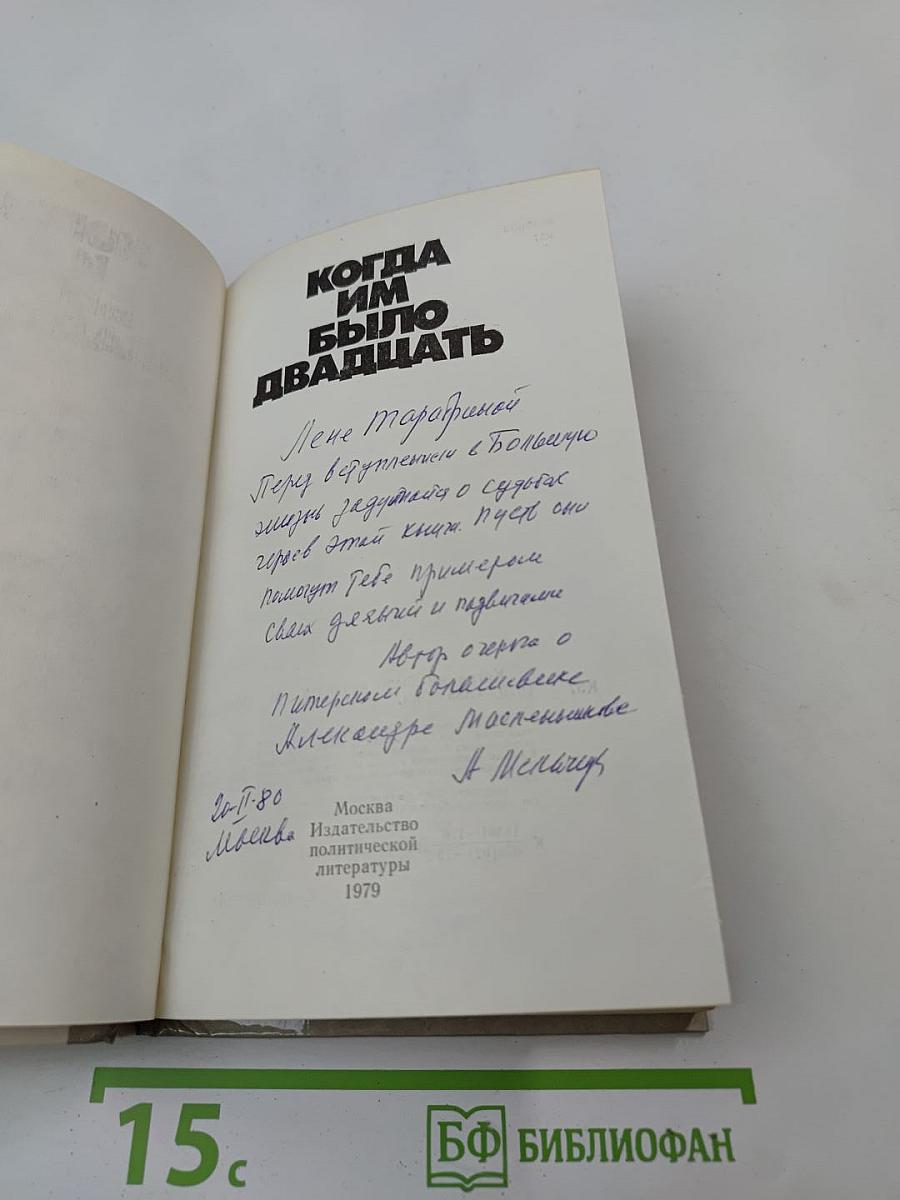 КОГДА
ИМ
БЫЛО
ДВАДЦАТЬ
Лене
Перед вступлением в Большую
жизнь задумайся о судьбах
героев этой книги. Пусть они
помогут Тебе примером
своих деяний и подвигами
Автор очерка о
питерском большевике
Александре Масленникове
А
20-II-80
Москва
Москва
Издательство
политической
литературы
1979
15 с
БФ БИБЛИОФАН